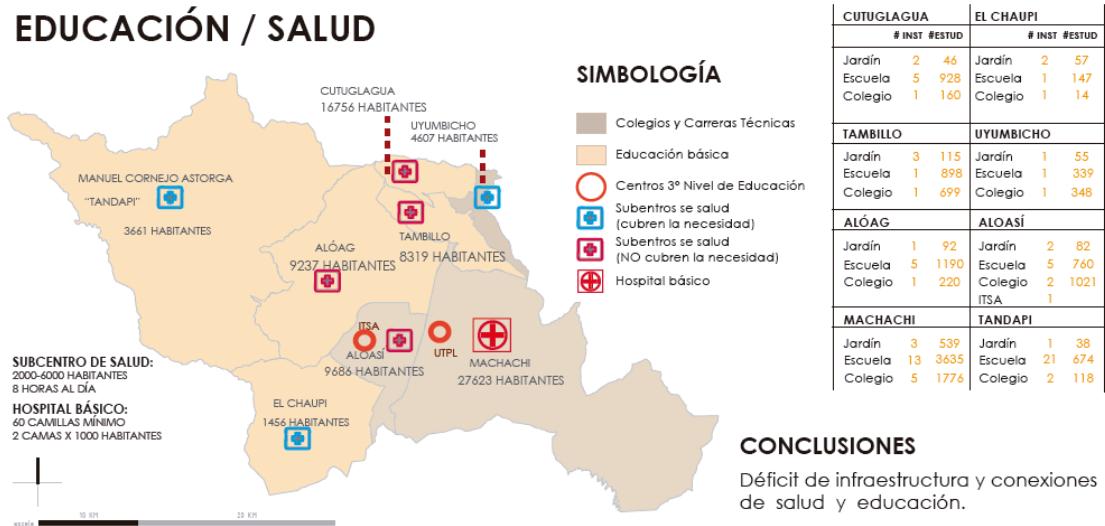 EDUCACIÓN / SALUD
CUTUGLAGUA
16756 HABITANTES
UYUMBICHO
4607 HABITANTES
MANUEL CORNEJO ASTORGA
“TANDAPI”
3661 HABITANTES
ALÓAG
9237 HABITANTES
TAMBILLO
8319 HABITANTES
ITSA
ALOASÍ
9686 HABITANTES
UTPL
MACHACHI
27623 HABITANTES
EL CHAUPI
1456 HABITANTES
SUBCENTRO DE SALUD:
2000-6000 HABITANTES
8 HORAS AL DÍA
HOSPITAL BÁSICO:
60 CAMILLAS MÍNIMO
2 CAMAS X 1000 HABITANTES
escala
10 KM
20 KM
SIMBOLOGÍA
Colegios y Carreras Técnicas
Educación básica
Centros 3º Nivel de Educación
Subentros se salud
(cubren la necesidad)
Subentros se salud
(NO cubren la necesidad)
Hospital básico
CUTUGLAGUA
# INST #ESTUD
Jardín 2 46
Escuela 5 928
Colegio 1 160
EL CHAUPI
# INST #ESTUD
Jardín 2 57
Escuela 1 147
Colegio 1 14
TAMBILLO
Jardín 3 115
Escuela 1 898
Colegio 1 699
UYUMBICHO
Jardín 1 55
Escuela 1 339
Colegio 1 348
ALÓAG
Jardín 1 92
Escuela 5 1190
Colegio 1 220
ALOASÍ
Jardín 2 82
Escuela 5 760
Colegio 2 1021
ITSA 1
MACHACHI
Jardín 3 539
Escuela 13 3635
Colegio 5 1776
TANDAPI
Jardín 1 38
Escuela 21 674
Colegio 2 118
CONCLUSIONES
Déficit de infraestructura y conexiones
de salud y educación.